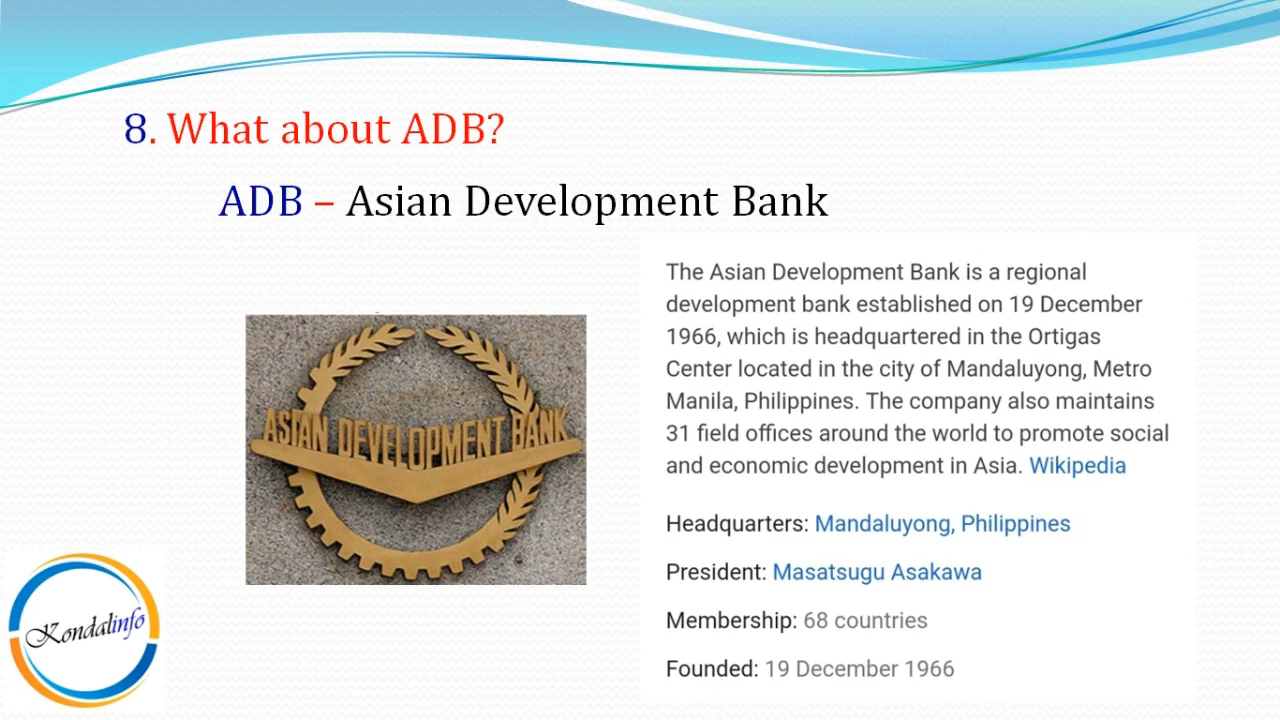 8. What about ADB?
ADB – Asian Development Bank
ASIAN DEVELOPMENT BANK
The Asian Development Bank is a regional
development bank established on 19 December
1966, which is headquartered in the Ortigas
Center located in the city of Mandaluyong, Metro
Manila, Philippines. The company also maintains
31 field offices around the world to promote social
and economic development in Asia. Wikipedia
Headquarters: Mandaluyong, Philippines
President: Masatsugu Asakawa
Membership: 68 countries
Founded: 19 December 1966
Kondalinfo